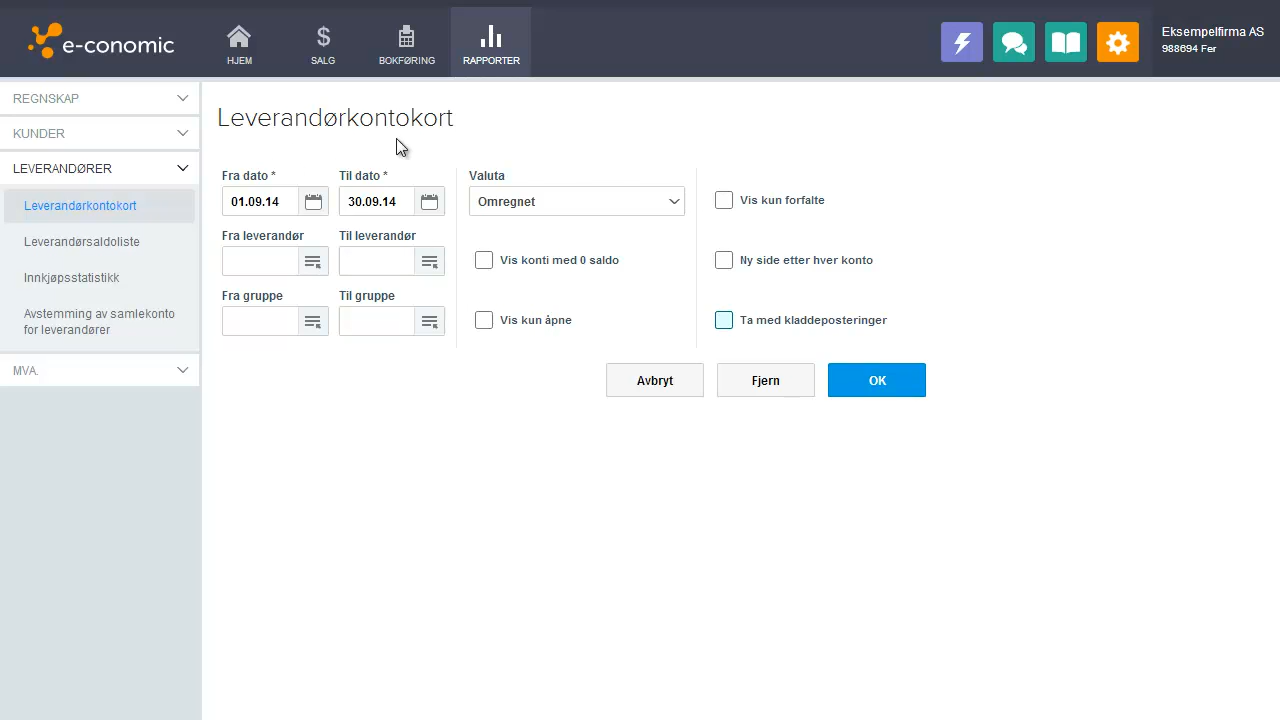 e-conomic
HJEM
SALG
BOKFØRING
RAPPORTER
Eksempelfirma AS
988694 Fer
REGNSKAP
KUNDER
LEVERANDØRER
Leverandørkontokort
Leverandørsaldoliste
Innkjøpsstatistikk
Avstemming av samlekonto
for leverandører
MVA.
Leverandørkontokort
Fra dato *
Til dato *
01.09.14
30.09.14
Fra leverandør
Til leverandør
Fra gruppe
Til gruppe
Valuta
Omregnet
Vis konti med 0 saldo
Vis kun åpne
Vis kun forfalte
Ny side etter hver konto
Ta med kladdeposteringer
Avbryt
Fjern
OK